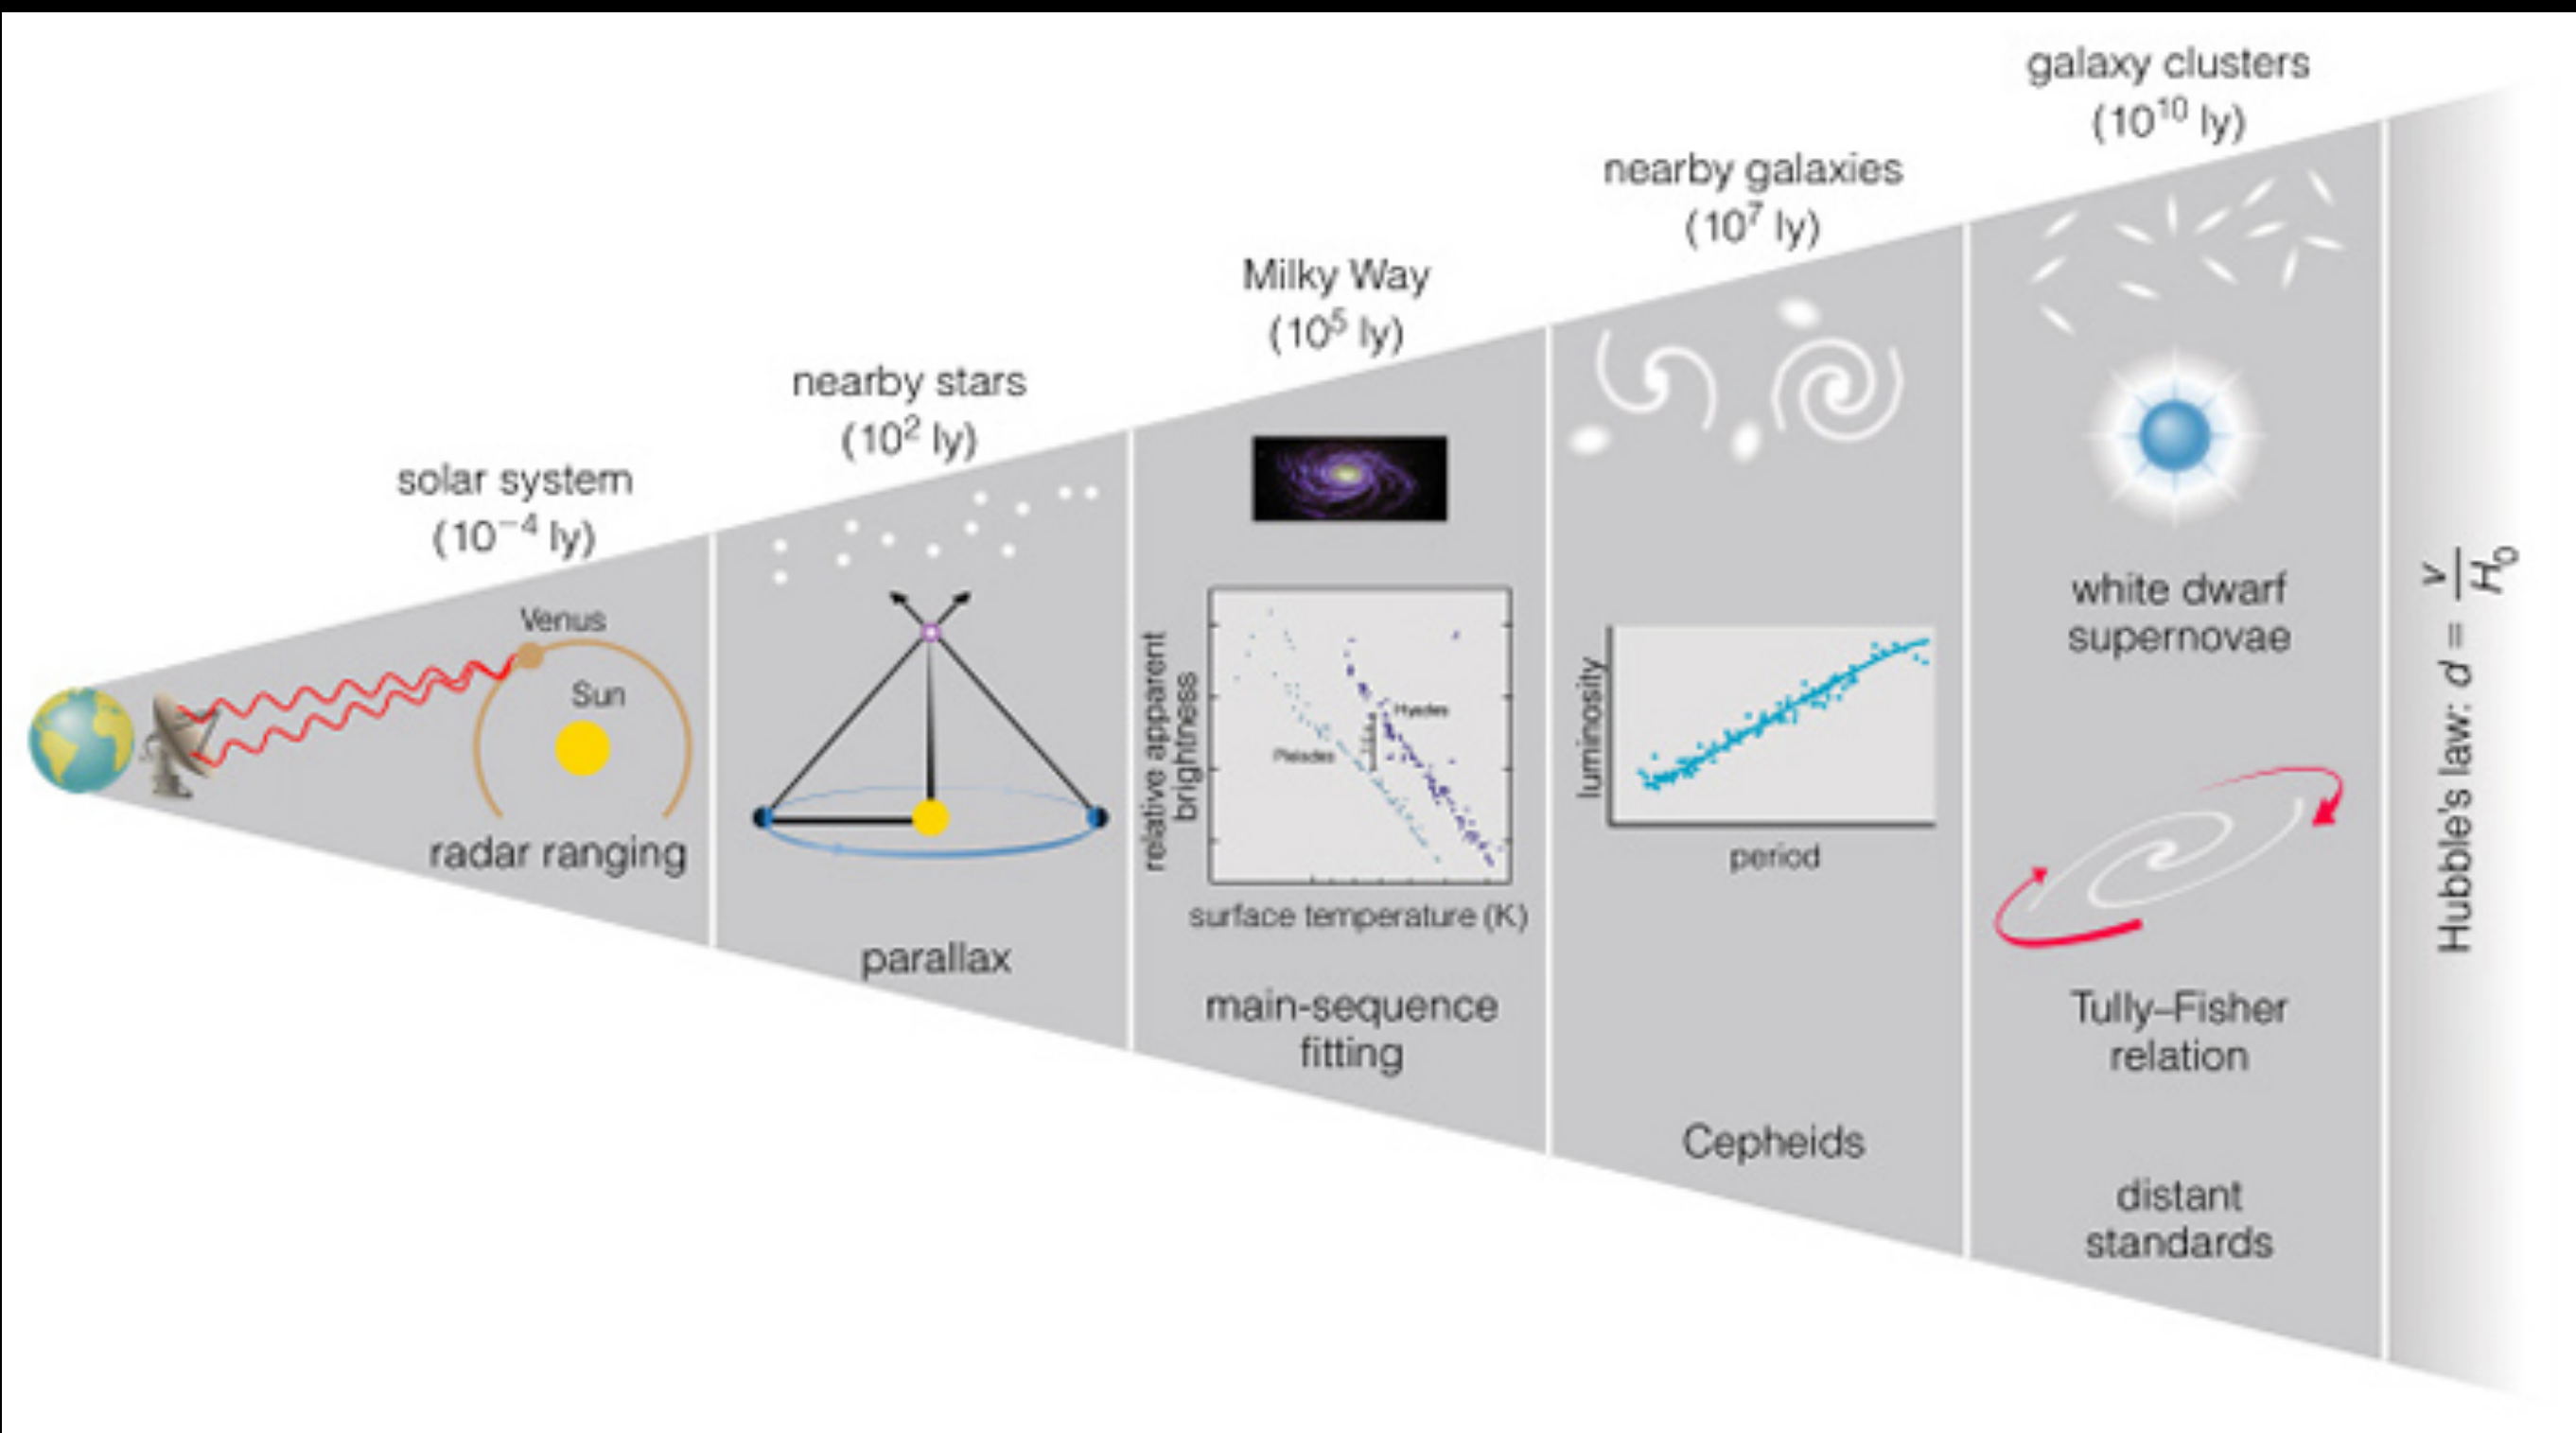 solar system
(10⁻⁴ ly)
Venus
Sun
radar ranging
nearby stars
(10² ly)
parallax
Milky Way
(10⁵ ly)
relative apparent
brightness
Hyades
Pleiades
surface temperature (K)
main-sequence
fitting
nearby galaxies
(10⁷ ly)
luminosity
period
Cepheids
galaxy clusters
(10¹⁰ ly)
white dwarf
supernovae
Tully–Fisher
relation
distant
standards
Hubble's law: d = v/H₀